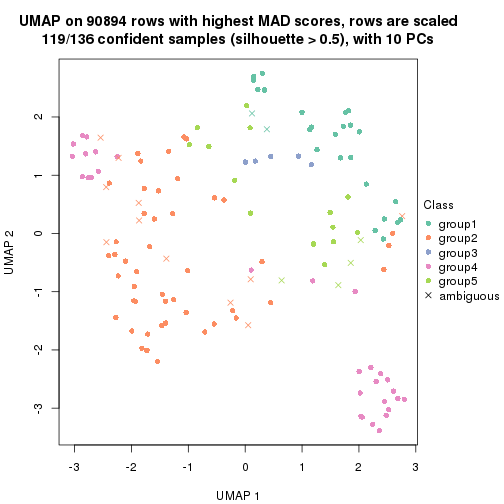 UMAP on 90894 rows with highest MAD scores, rows are scaled
119/136 confident samples (silhouette > 0.5), with 10 PCs
2
1
0
-1
-2
-3
UMAP 2
-3 -2 -1 0 1 2 3
UMAP 1
Class
group1
group2
group3
group4
group5
ambiguous